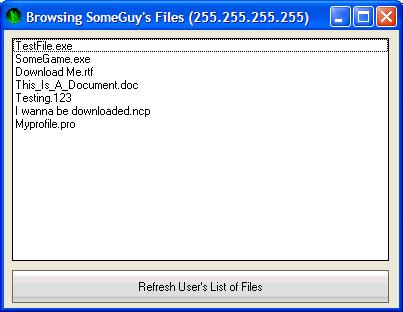 Browsing SomeGuy's Files (255.255.255.255)
TestFile.exe
SomeGame.exe
Download Me.rtf
This_Is_A_Document.doc
Testing.123
I wanna be downloaded.ncp
Myprofile.pro
Refresh User's List of Files